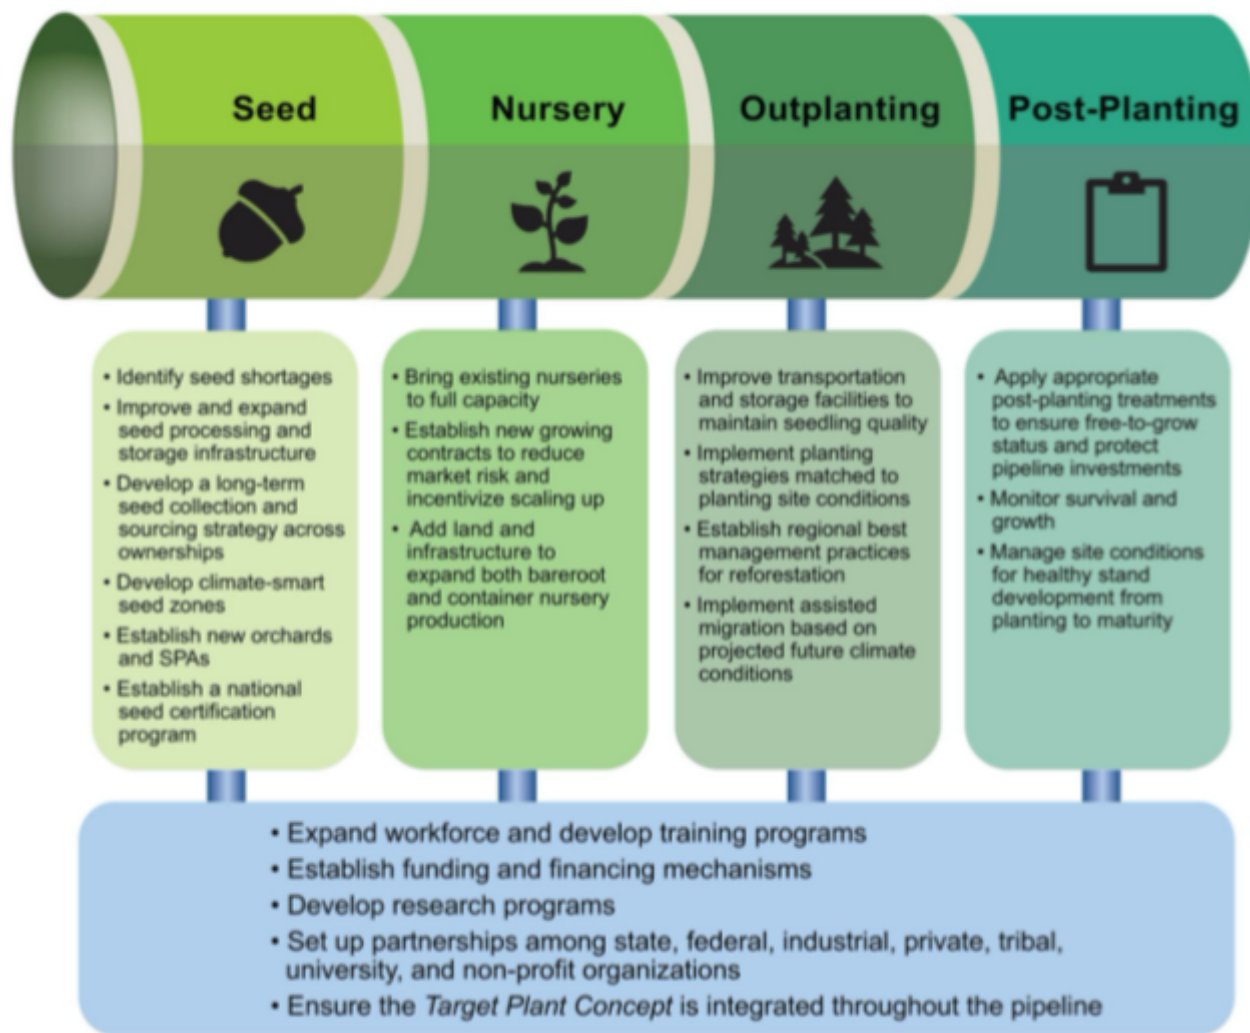 Seed
Nursery
Outplanting
Post-Planting
• Identify seed shortages
• Improve and expand
seed processing and
storage infrastructure
• Develop a long-term
seed collection and
sourcing strategy across
ownerships
• Develop climate-smart
seed zones
• Establish new orchards
and SPAs
• Establish a national
seed certification
program
• Bring existing nurseries
to full capacity
• Establish new growing
contracts to reduce
market risk and
incentivize scaling up
• Add land and
infrastructure to
expand both bareroot
and container nursery
production
• Improve transportation
and storage facilities to
maintain seedling quality
• Implement planting
strategies matched to
planting site conditions
• Establish regional best
management practices
for reforestation
• Implement assisted
migration based on
projected future climate
conditions
• Apply appropriate
post-planting treatments
to ensure free-to-grow
status and protect
pipeline investments
• Monitor survival and
growth
• Manage site conditions
for healthy stand
development from
planting to maturity
• Expand workforce and develop training programs
• Establish funding and financing mechanisms
• Develop research programs
• Set up partnerships among state, federal, industrial, private, tribal,
university, and non-profit organizations
• Ensure the Target Plant Concept is integrated throughout the pipeline